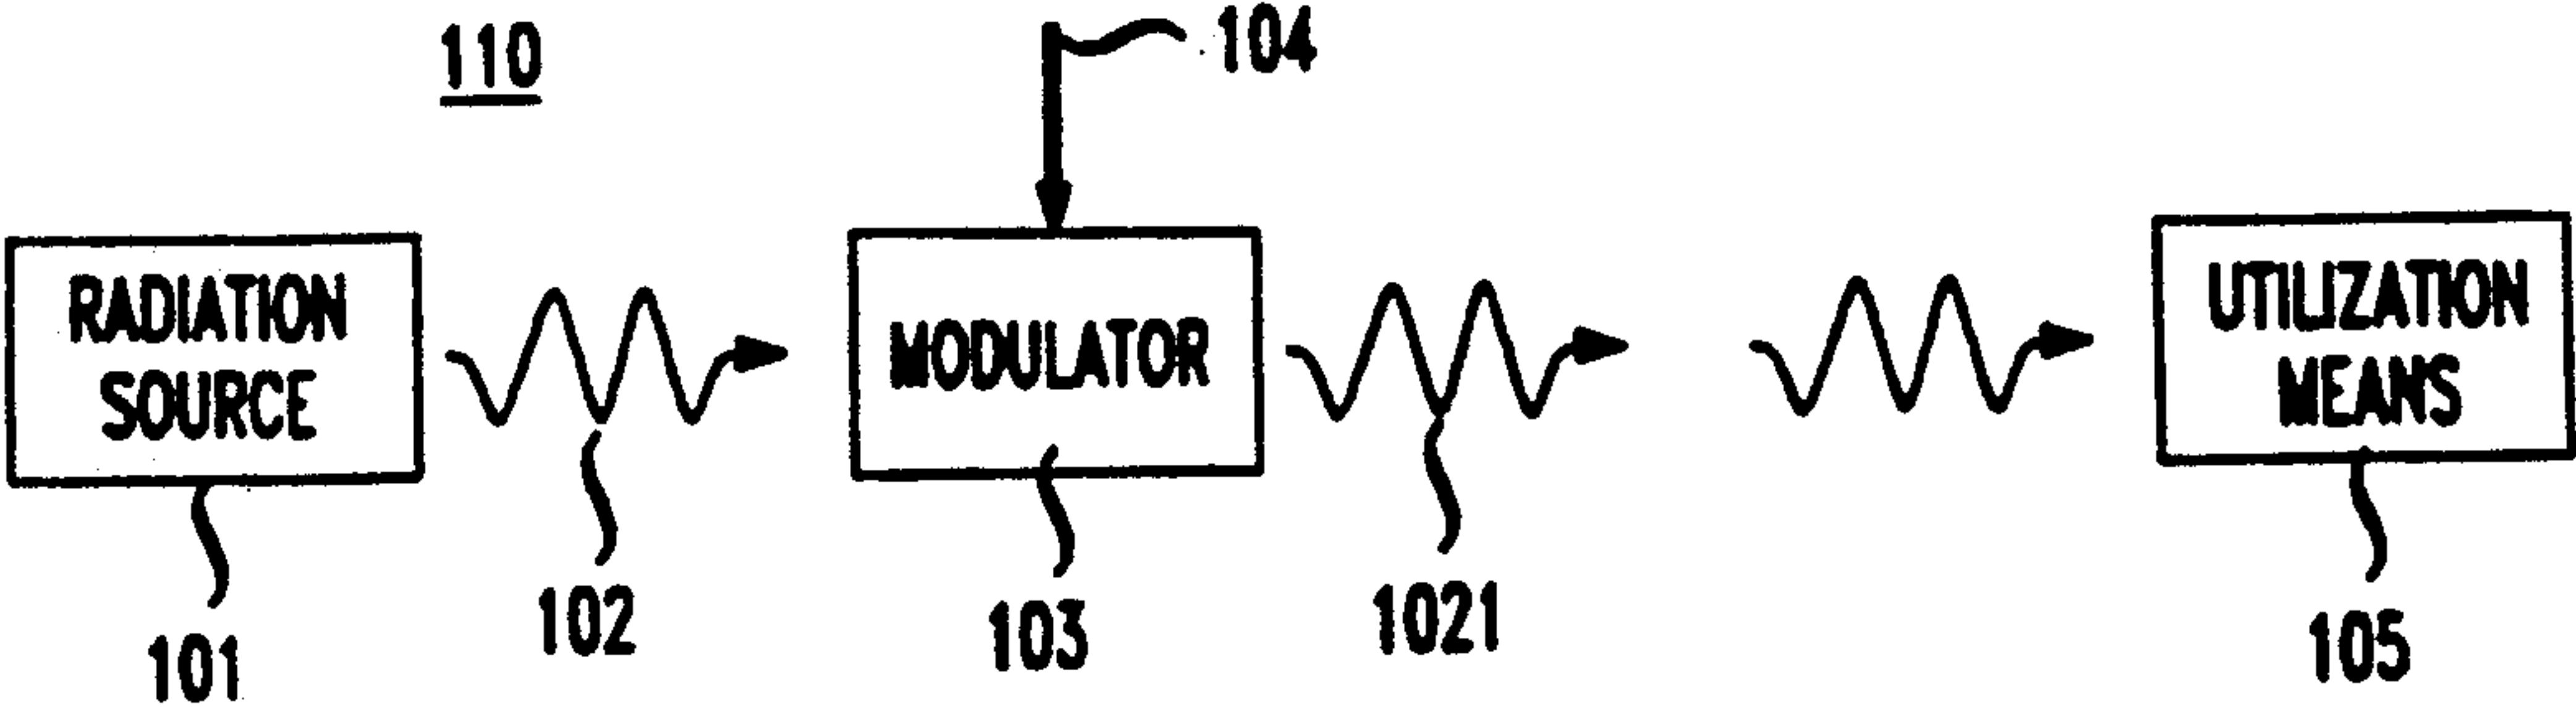 110
104
RADIATION
SOURCE
MODULATOR
UTILIZATION
MEANS
101
102
103
1021
105